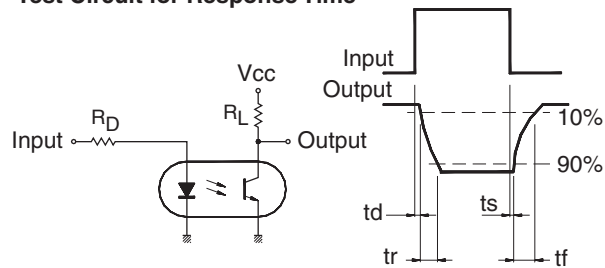 Test Circuit for Response Time
Input
Output
Vcc
RD
RL
Input
Output
10%
90%
td
ts
tr
tf